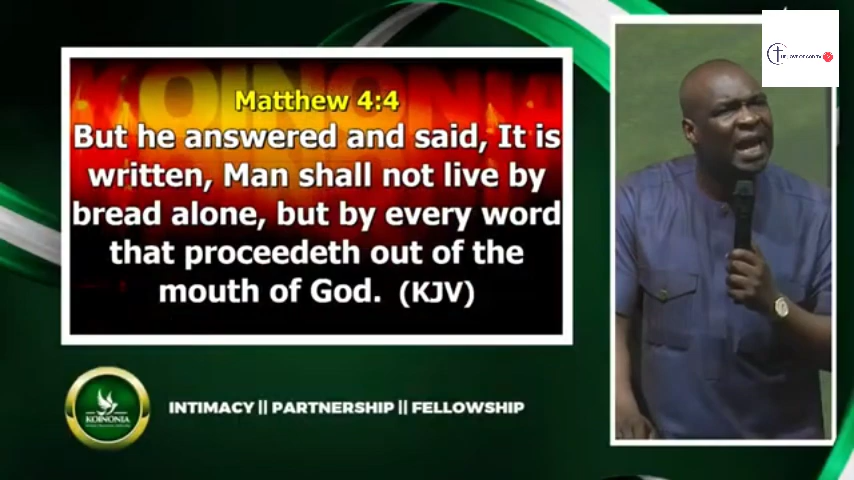 Matthew 4:4
But he answered and said, It is
written, Man shall not live by
bread alone, but by every word
that proceedeth out of the
mouth of God. (KJV)
KOINONIA
INTIMACY || PARTNERSHIP || FELLOWSHIP